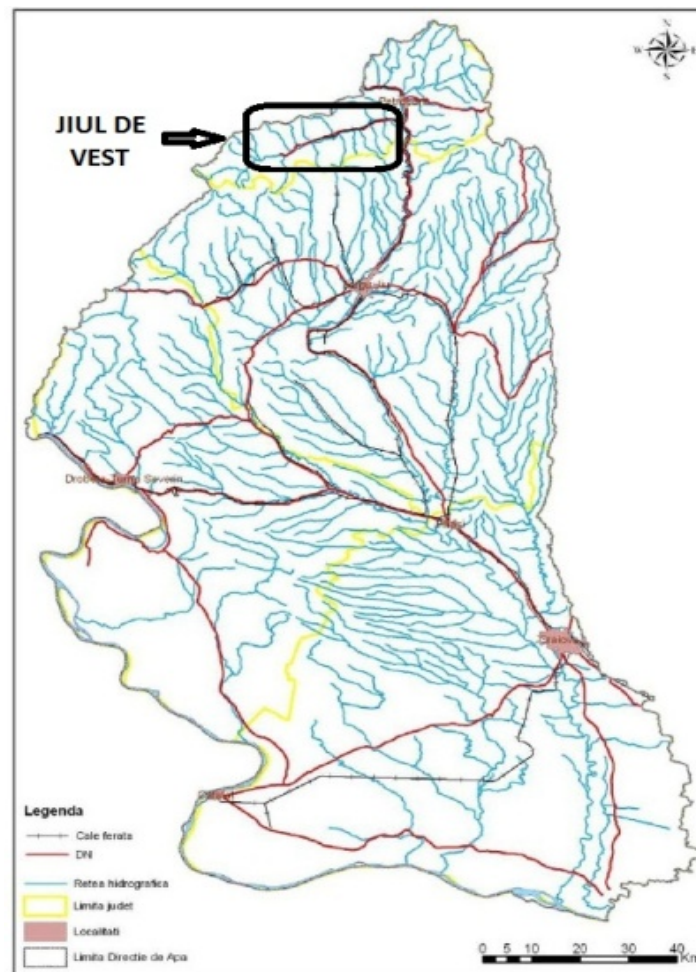 N
W
S
JIUL DE
VEST
Drobeta Turnu Severin
Craiova
Legenda
Cale ferata
DN
Retea hidrografica
Limita judet
Localitati
Limita Directie de Apa
0 5 10 20 30 40
Km